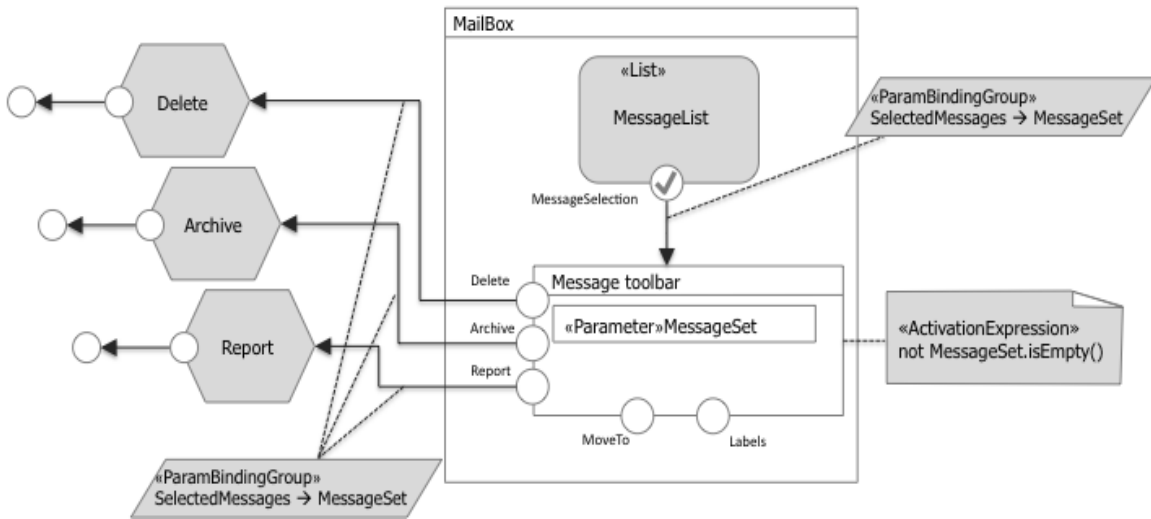 MailBox
«List»
MessageList
MessageSelection
«ParamBindingGroup»
SelectedMessages → MessageSet
Delete
Archive
Report
Delete
Archive
Report
Message toolbar
«Parameter»MessageSet
MoveTo
Labels
«ActivationExpression»
not MessageSet.isEmpty()
«ParamBindingGroup»
SelectedMessages → MessageSet